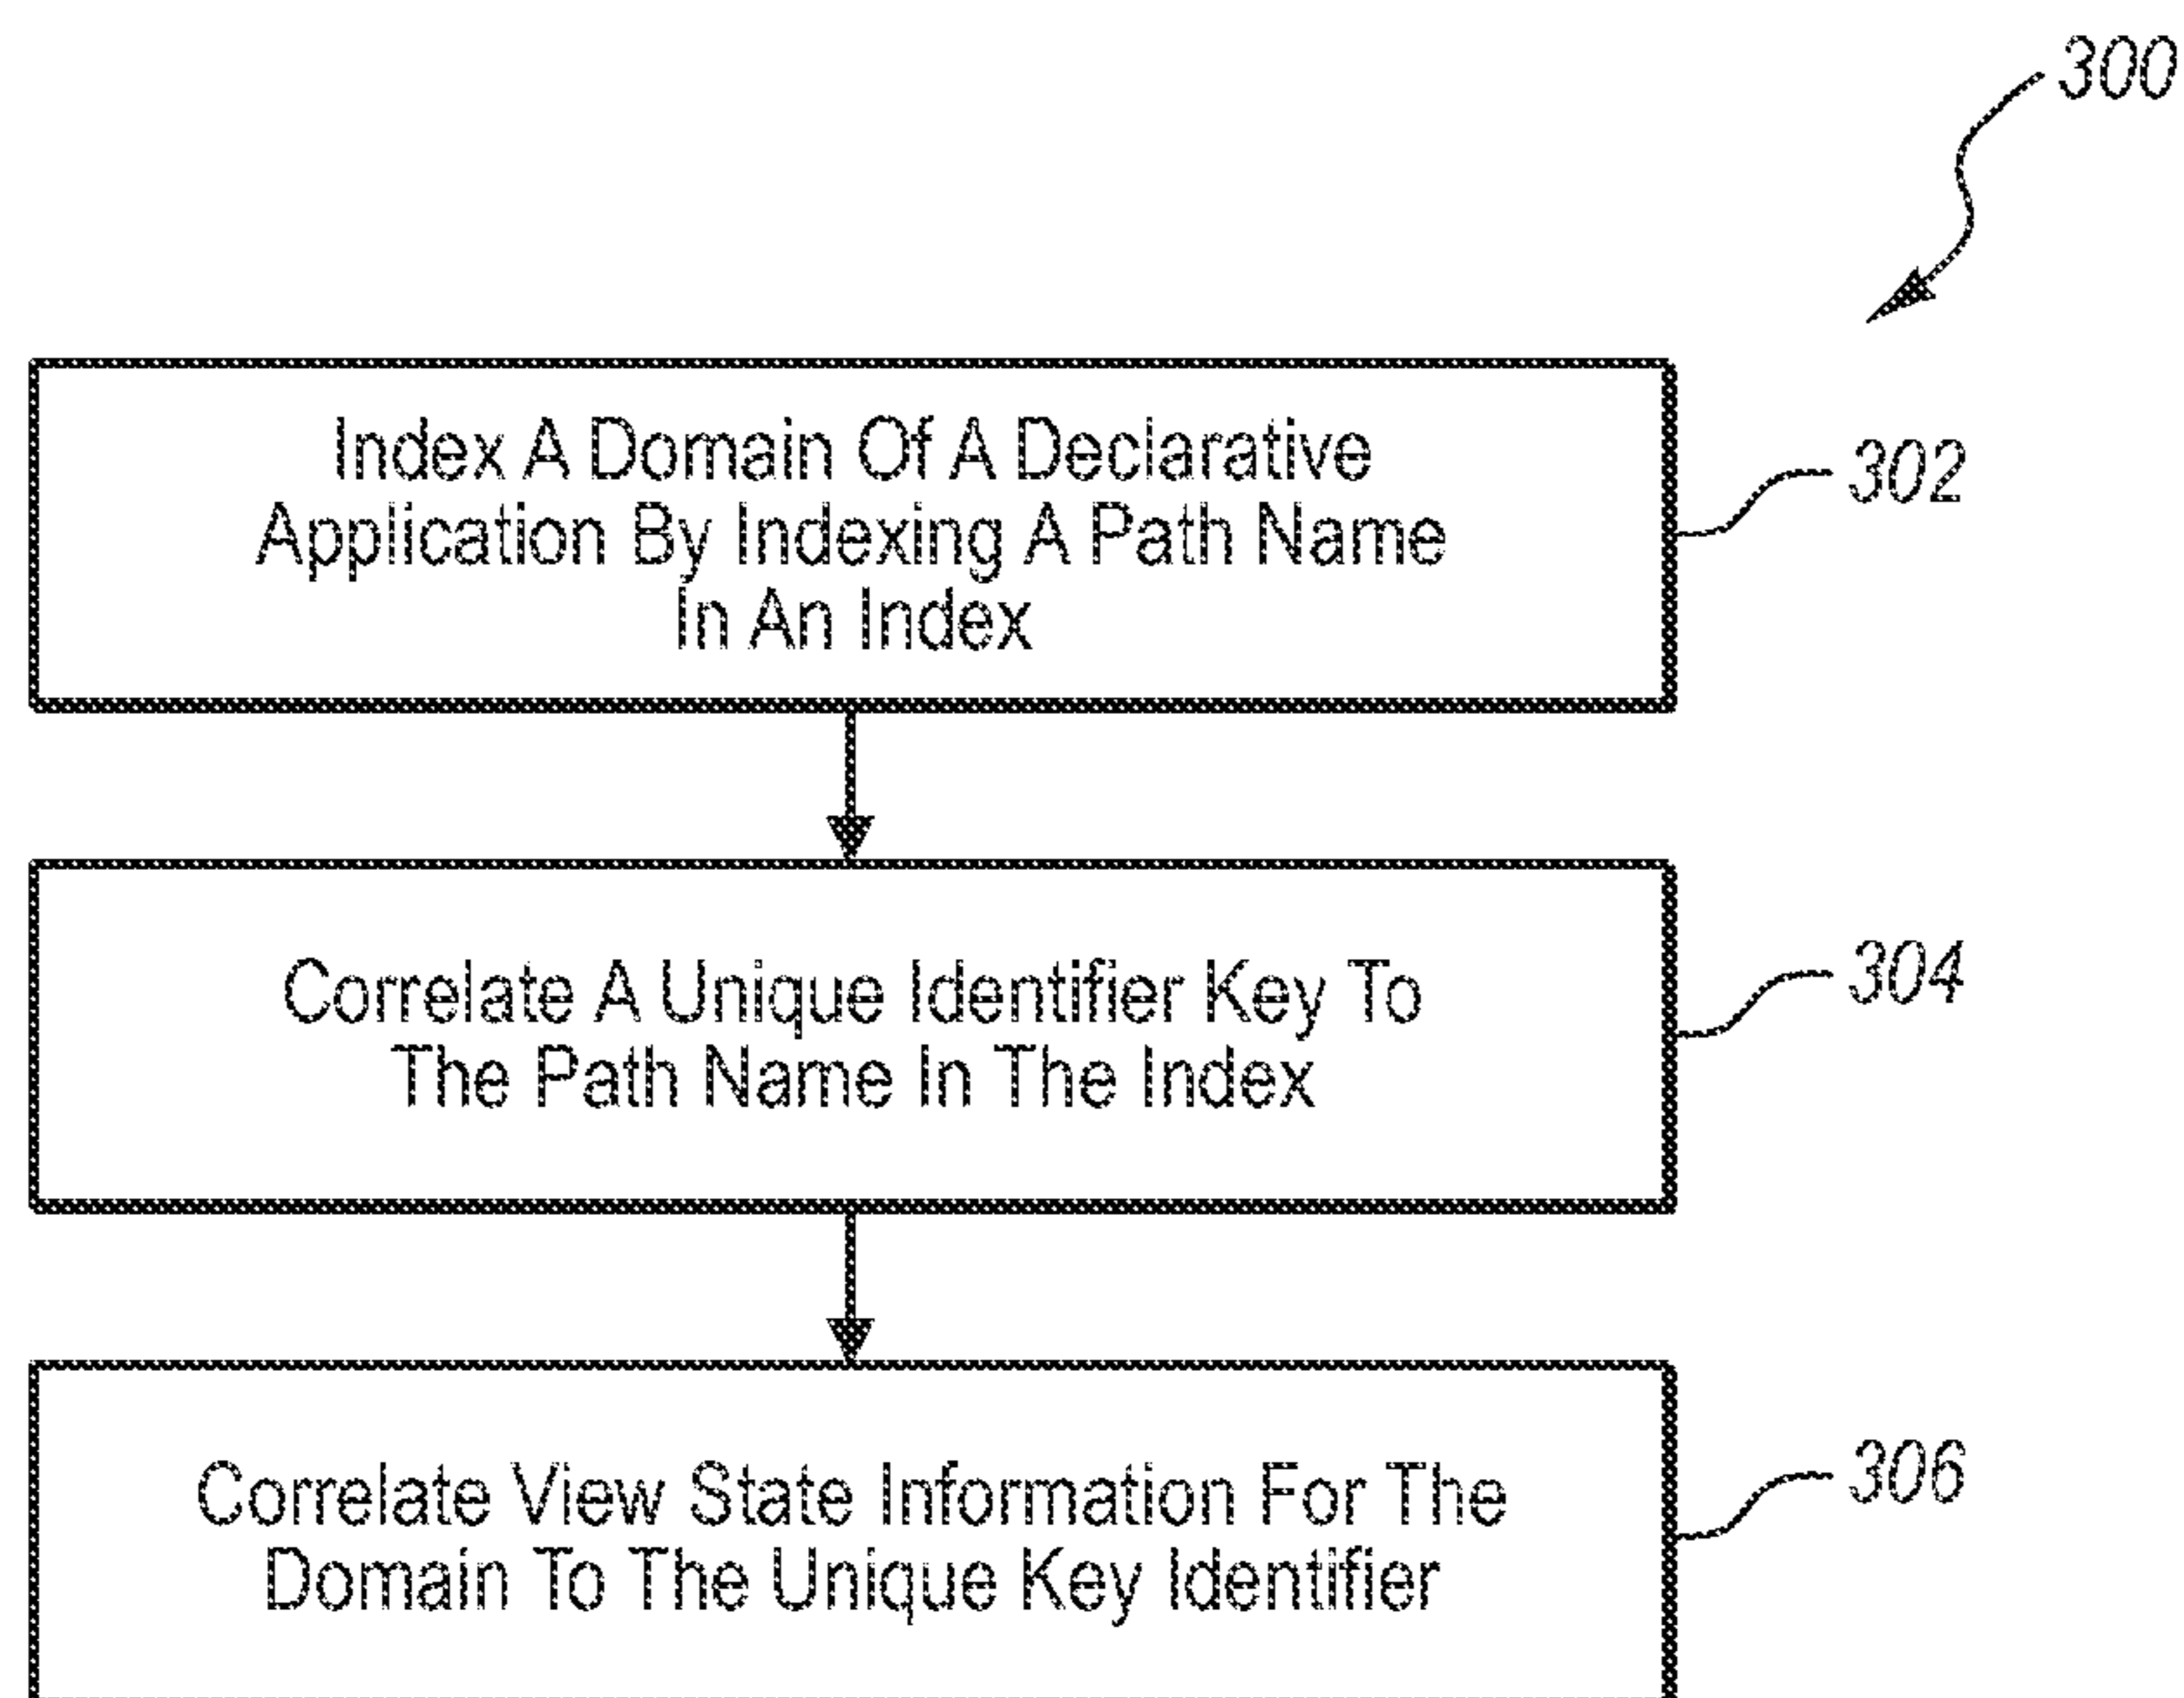 300
Index A Domain Of A Declarative
Application By Indexing A Path Name
In An Index
302
Correlate A Unique Identifier Key To
The Path Name In The Index
304
Correlate View State Information For The
Domain To The Unique Key Identifier
306